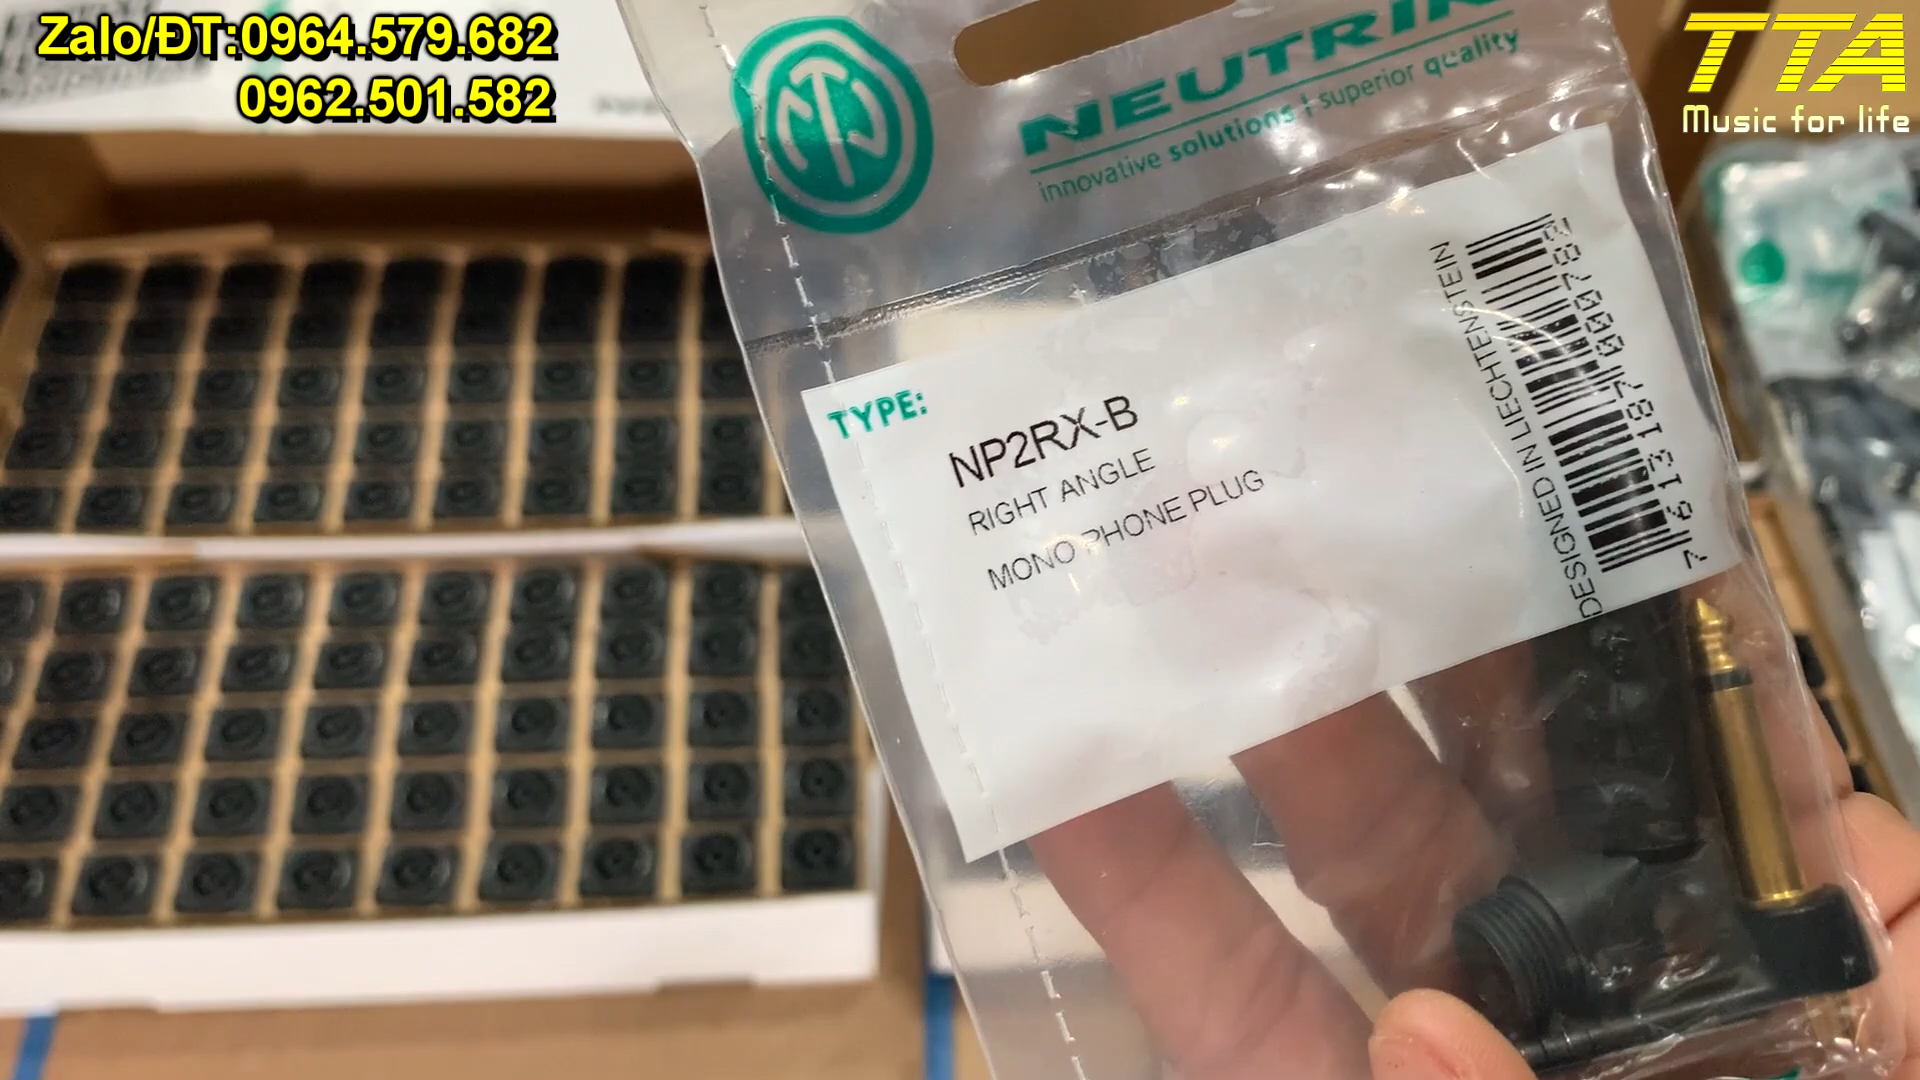 Zalo/ĐT:0964.579.682
0962.501.582
TTA
Music for life
NEUTRIK
innovative solutions | superior quality
TYPE:
NP2RX-B
RIGHT ANGLE
MONO PHONE PLUG
DESIGNED IN LIECHTENSTEIN
7 613187 000782